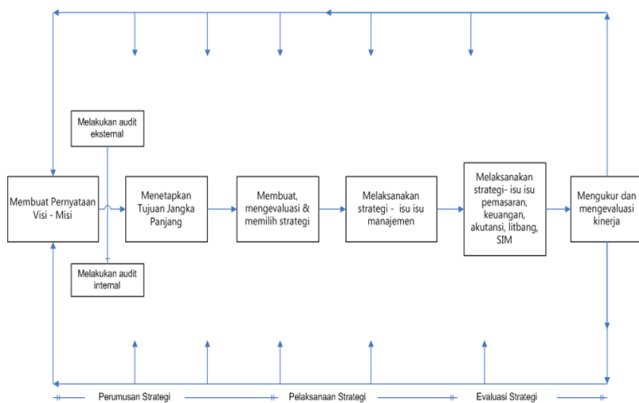 Melakukan audit
eksternal
Membuat Pernyataan
Visi - Misi
Menetapkan
Tujuan Jangka
Panjang
Membuat,
mengevaluasi &
memilih strategi
Melaksanakan
strategi - isu isu
manajemen
Melaksanakan
strategi- isu isu
pemasaran,
keuangan,
akutansi, litbang,
SIM
Mengukur dan
mengevaluasi
kinerja
Melakukan audit
internal
Perumusan Strategi
Pelaksanaan Strategi
Evaluasi Strategi